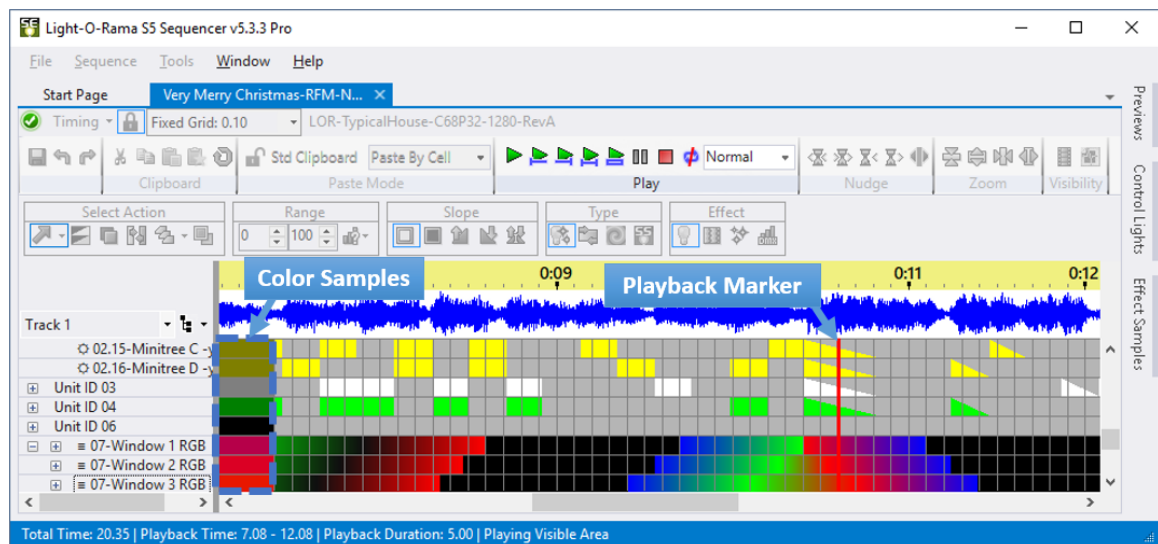 Light-O-Rama S5 Sequencer v5.3.3 Pro
File Sequence Tools Window Help
Start Page Very Merry Christmas-RFM-N...
Timing Fixed Grid: 0.10 LOR-TypicalHouse-C68P32-1280-RevA
Std Clipboard Paste By Cell Normal
Clipboard Paste Mode Play Nudge Zoom Visibility
Select Action Range Slope Type Effect
0 100
Color Samples 0:09 Playback Marker 0:11 0:12
Track 1
02.15-Minitree C -y
02.16-Minitree D -y
Unit ID 03
Unit ID 04
Unit ID 06
07-Window 1 RGB
07-Window 2 RGB
07-Window 3 RGB
Total Time: 20.35 | Playback Time: 7.08 - 12.08 | Playback Duration: 5.00 | Playing Visible Area
Previews
Control Lights
Effect Samples